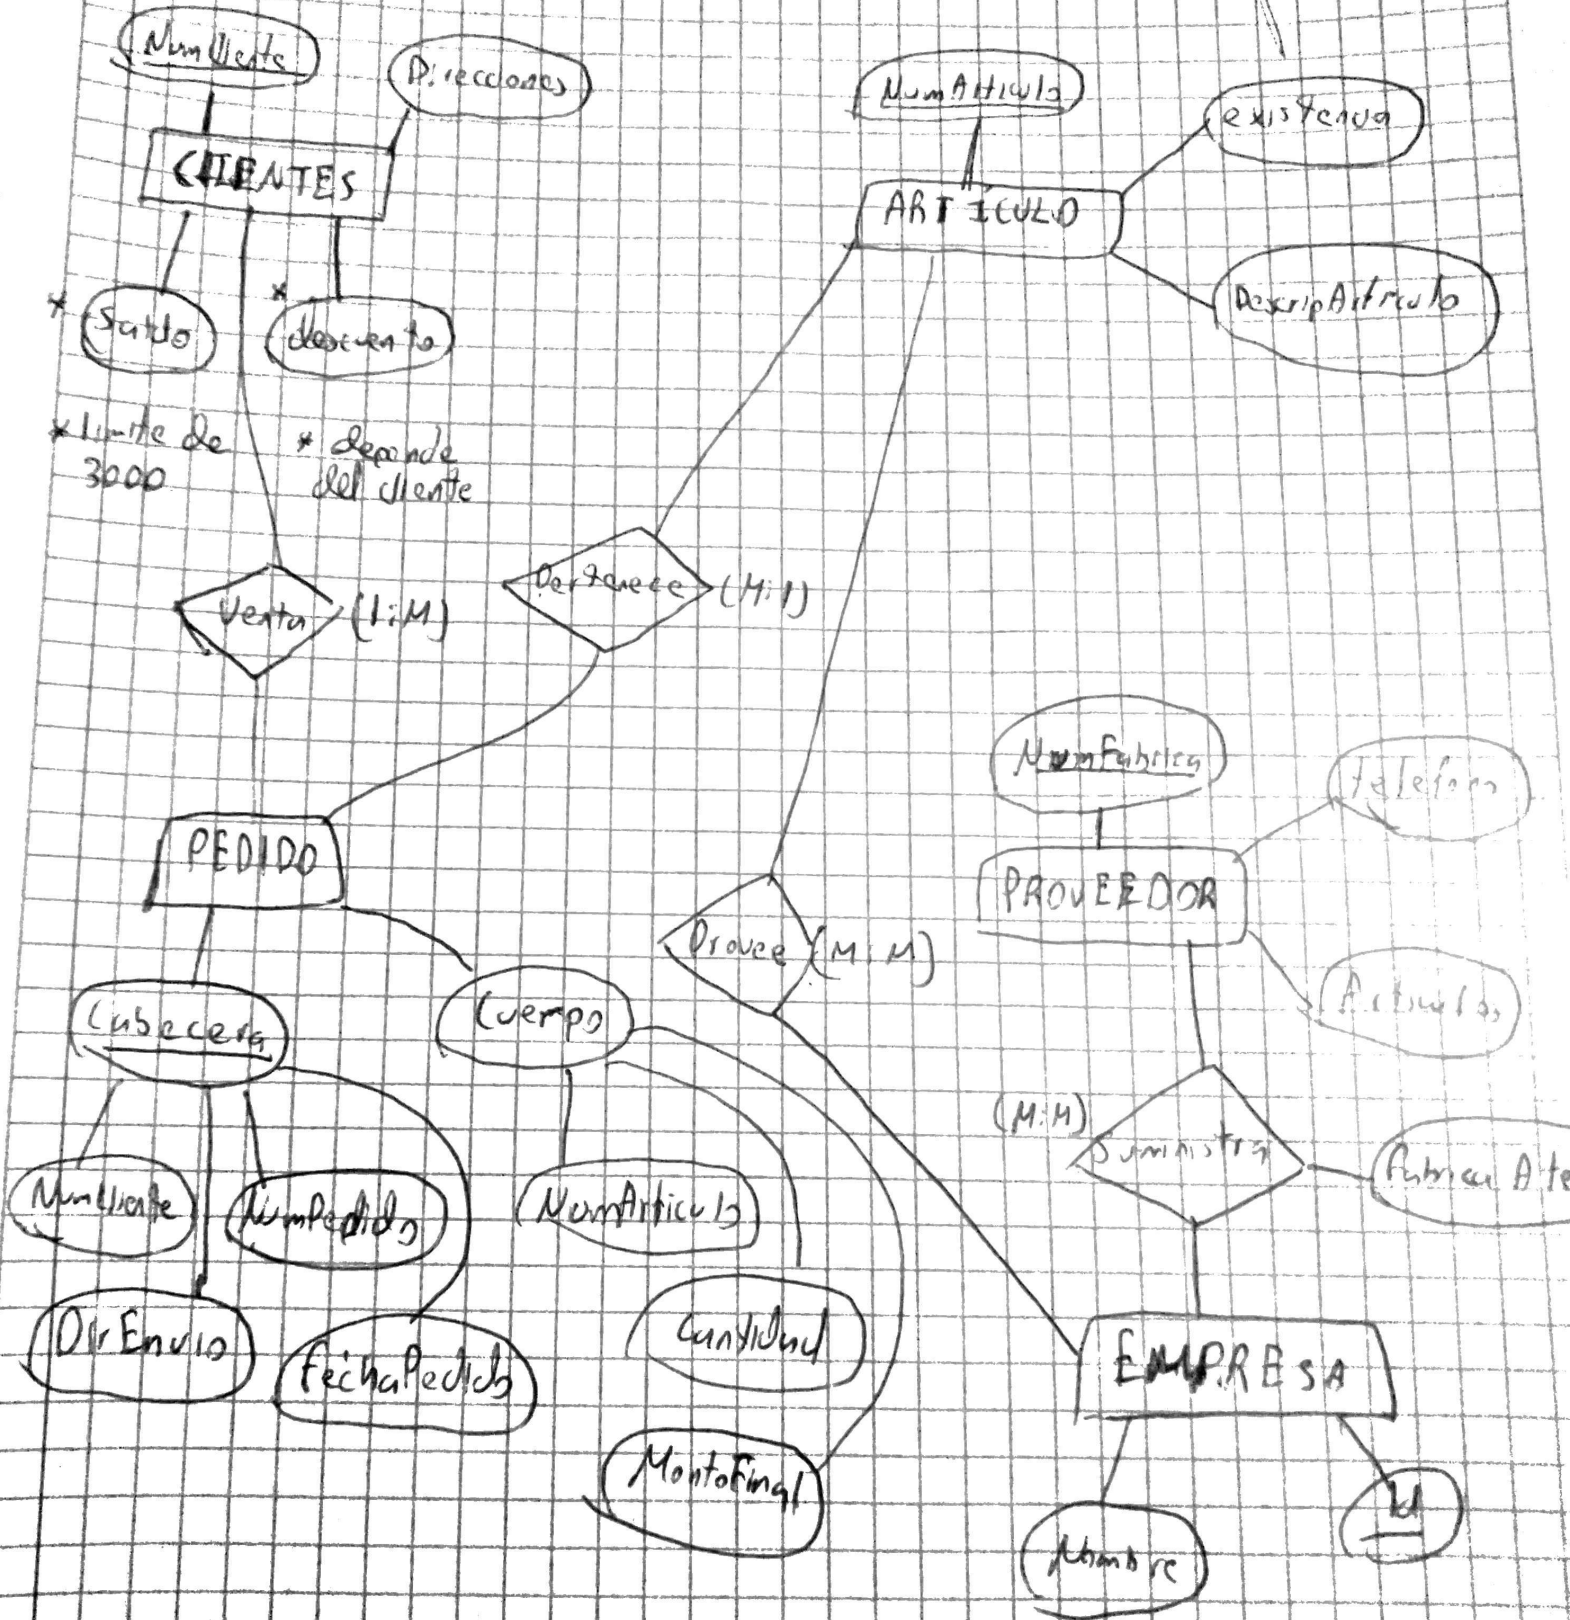 NumCliente
Direcciones
CLIENTES
* Saldo
* descuento
* limite de
3000
* depende
del cliente
NumArticulo
existencia
ARTICULO
DescripArticulo
Venta (1:M)
Pertenece (M:1)
PEDIDO
Cabecera
Cuerpo
NumCliente
NumPedido
DirEnvio
FechaPedido
NumArticulo
Cantidad
MontoFinal
Provee (M:M)
NumFabrica
Telefono
PROVEEDOR
Articulos
(M:M)
Suministra
EMPRESA
Nombre
Id